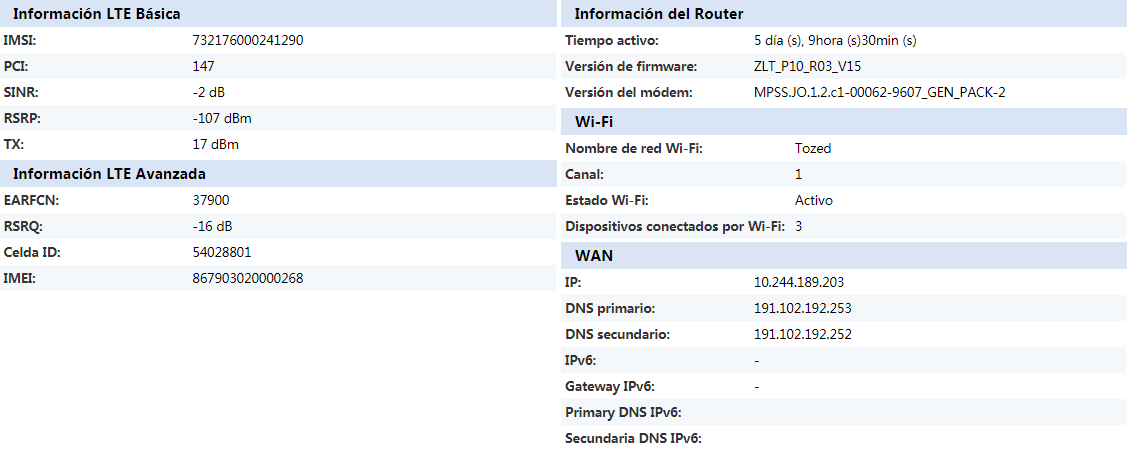 Información LTE Básica
IMSI: 732176000241290
PCI: 147
SINR: -2 dB
RSRP: -107 dBm
TX: 17 dBm
Información LTE Avanzada
EARFCN: 37900
RSRQ: -16 dB
Celda ID: 54028801
IMEI: 867903020000268
Información del Router
Tiempo activo: 5 día (s), 9hora (s)30min (s)
Versión de firmware: ZLT_P10_R03_V15
Versión del módem: MPSS.JO.1.2.c1-00062-9607_GEN_PACK-2
Wi-Fi
Nombre de red Wi-Fi: Tozed
Canal: 1
Estado Wi-Fi: Activo
Dispositivos conectados por Wi-Fi: 3
WAN
IP: 10.244.189.203
DNS primario: 191.102.192.253
DNS secundario: 191.102.192.252
IPv6: -
Gateway IPv6: -
Primary DNS IPv6:
Secundaria DNS IPv6: